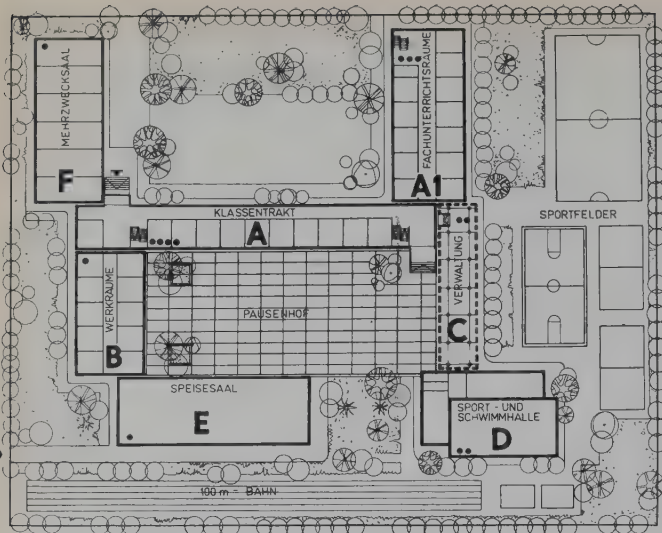 MEHRZWECKSAAL
F
FACHUNTERRICHTSRÄUME
A1
KLASSENTRAKT
A
SPORTFELDER
VERWALTUNG
C
WERKRÄUME
B
PAUSENHOF
SPEISESAAL
E
SPORT - UND
SCHWIMMHALLE
D
100 m - BAHN